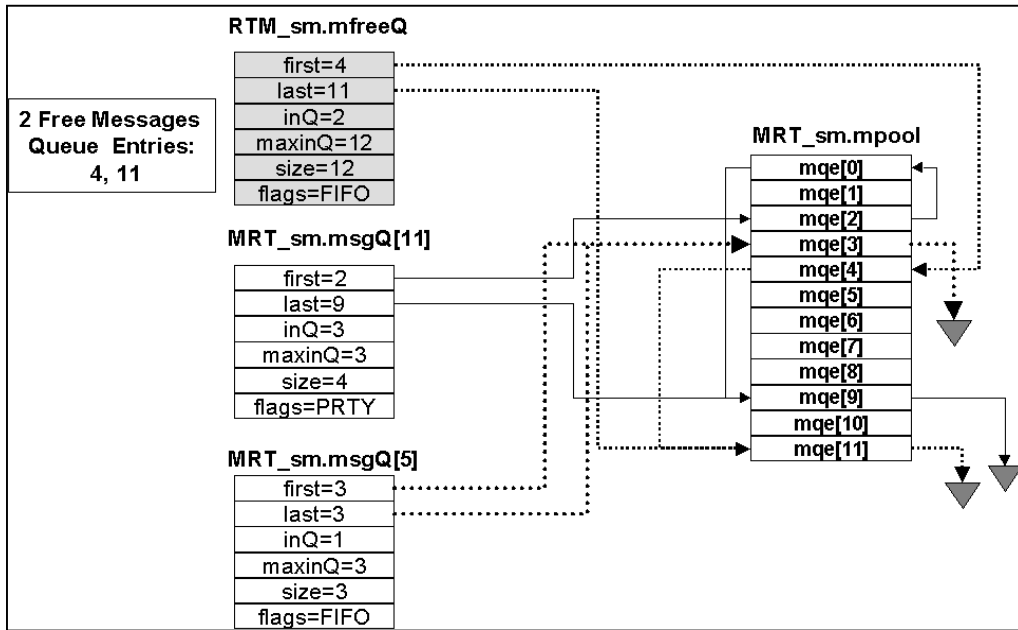 RTM_sm.mfreeQ
first=4
last=11
inQ=2
maxinQ=12
size=12
flags=FIFO
2 Free Messages
Queue Entries:
4, 11
MRT_sm.msgQ[11]
first=2
last=9
inQ=3
maxinQ=3
size=4
flags=PRTY
MRT_sm.msgQ[5]
first=3
last=3
inQ=1
maxinQ=3
size=3
flags=FIFO
MRT_sm.mpool
mqe[0]
mqe[1]
mqe[2]
mqe[3]
mqe[4]
mqe[5]
mqe[6]
mqe[7]
mqe[8]
mqe[9]
mqe[10]
mqe[11]